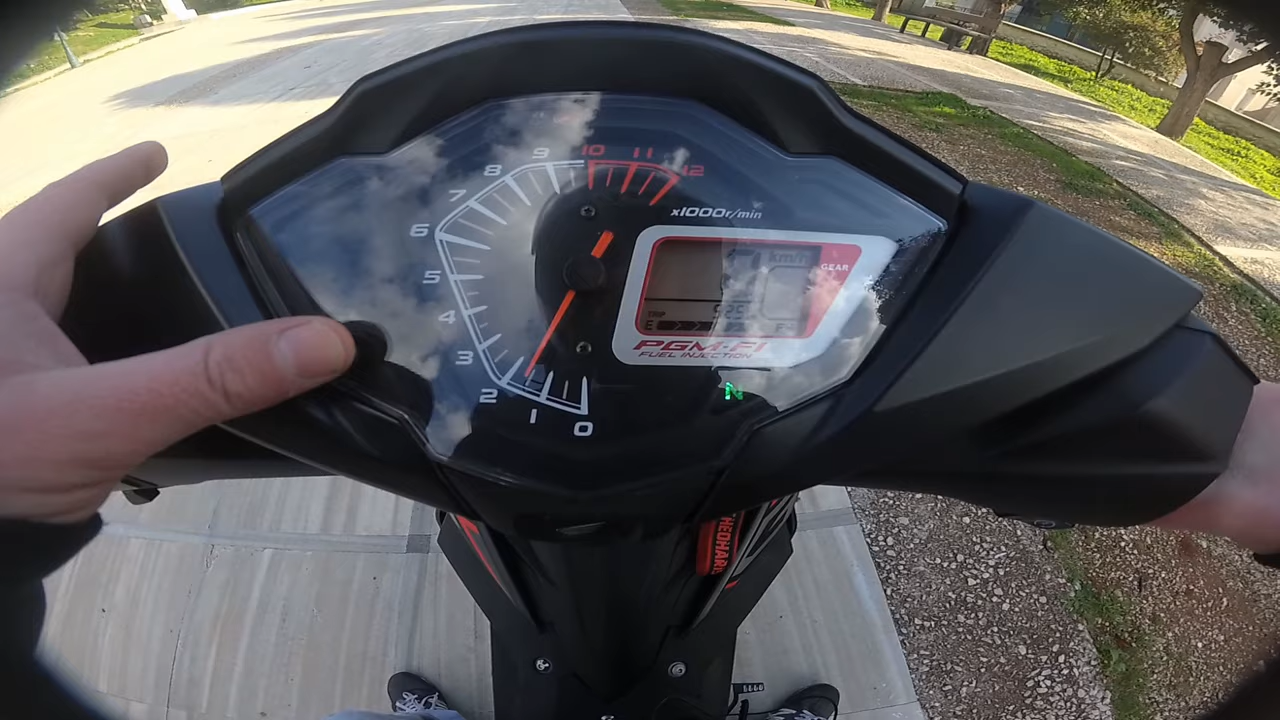 0
1
2
3
4
5
6
7
8
9
10
11
12
x1000r/min
km/h
GEAR
TRIP
E F
PGM-FI
FUEL INJECTION
N